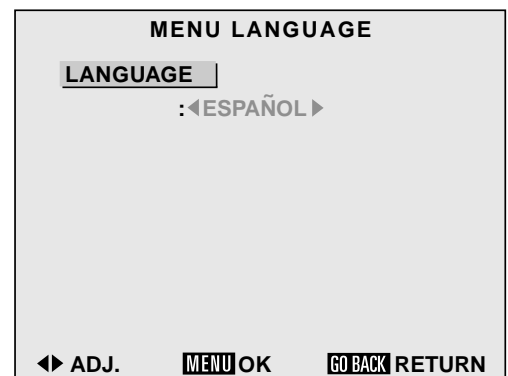 MENU LANGUAGE
LANGUAGE
:◀ESPAÑOL▶
◀▶ ADJ. MENU OK GO BACK RETURN